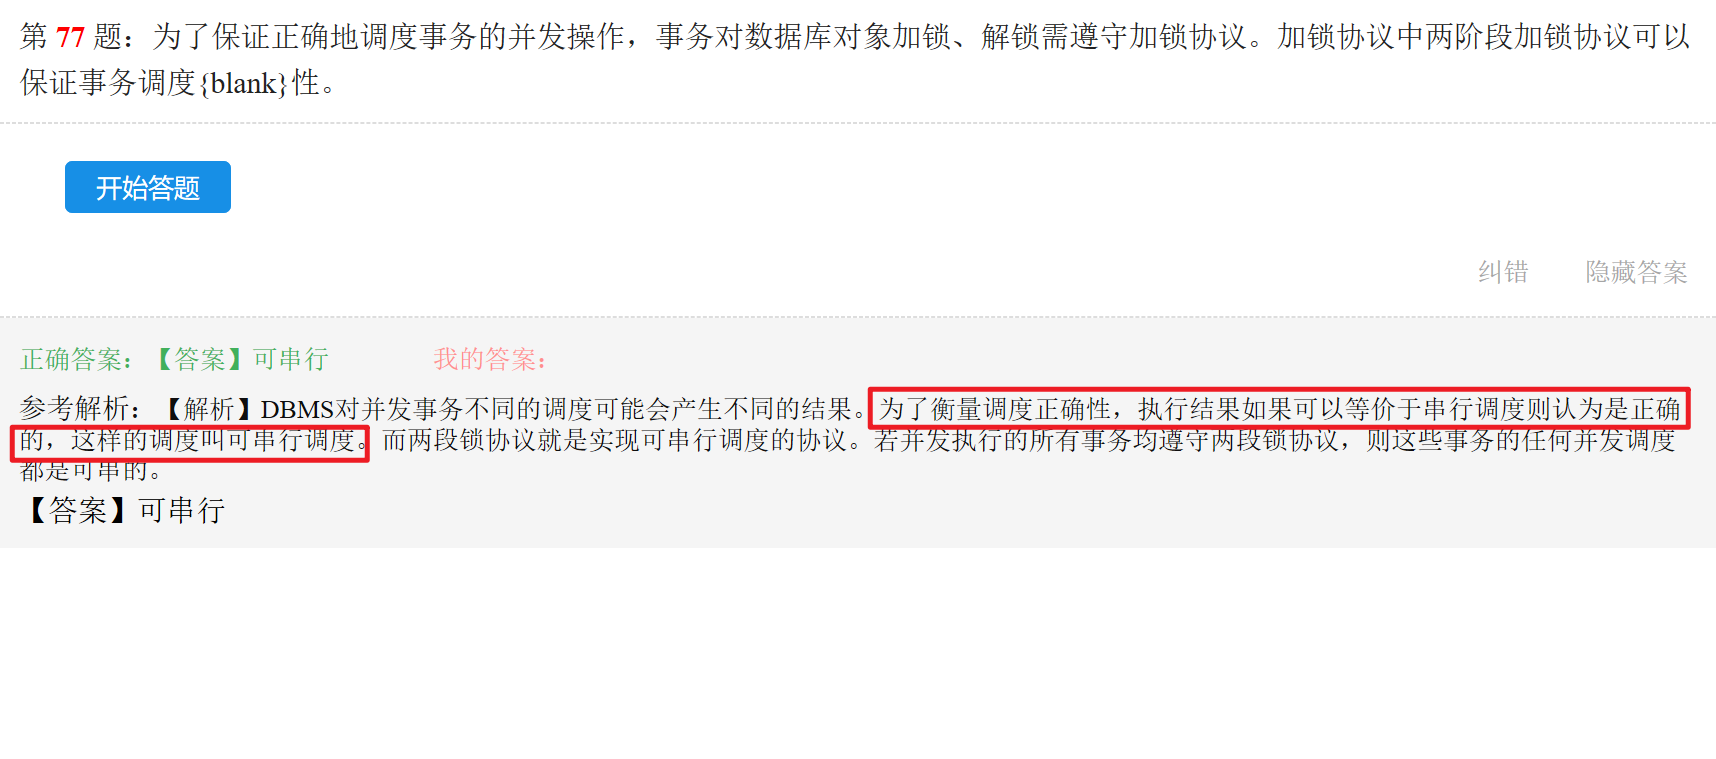 第 77 题：为了保证正确地调度事务的并发操作，事务对数据库对象加锁、解锁需遵守加锁协议。加锁协议中两阶段加锁协议可以
保证事务调度{blank}性。
开始答题
纠错 隐藏答案
正确答案：【答案】可串行 我的答案：
参考解析：【解析】DBMS对并发事务不同的调度可能会产生不同的结果。为了衡量调度正确性，执行结果如果可以等价于串行调度则认为是正确
的，这样的调度叫可串行调度。而两段锁协议就是实现可串行调度的协议。若并发执行的所有事务均遵守两段锁协议，则这些事务的任何并发调度
都是可串的。
【答案】可串行